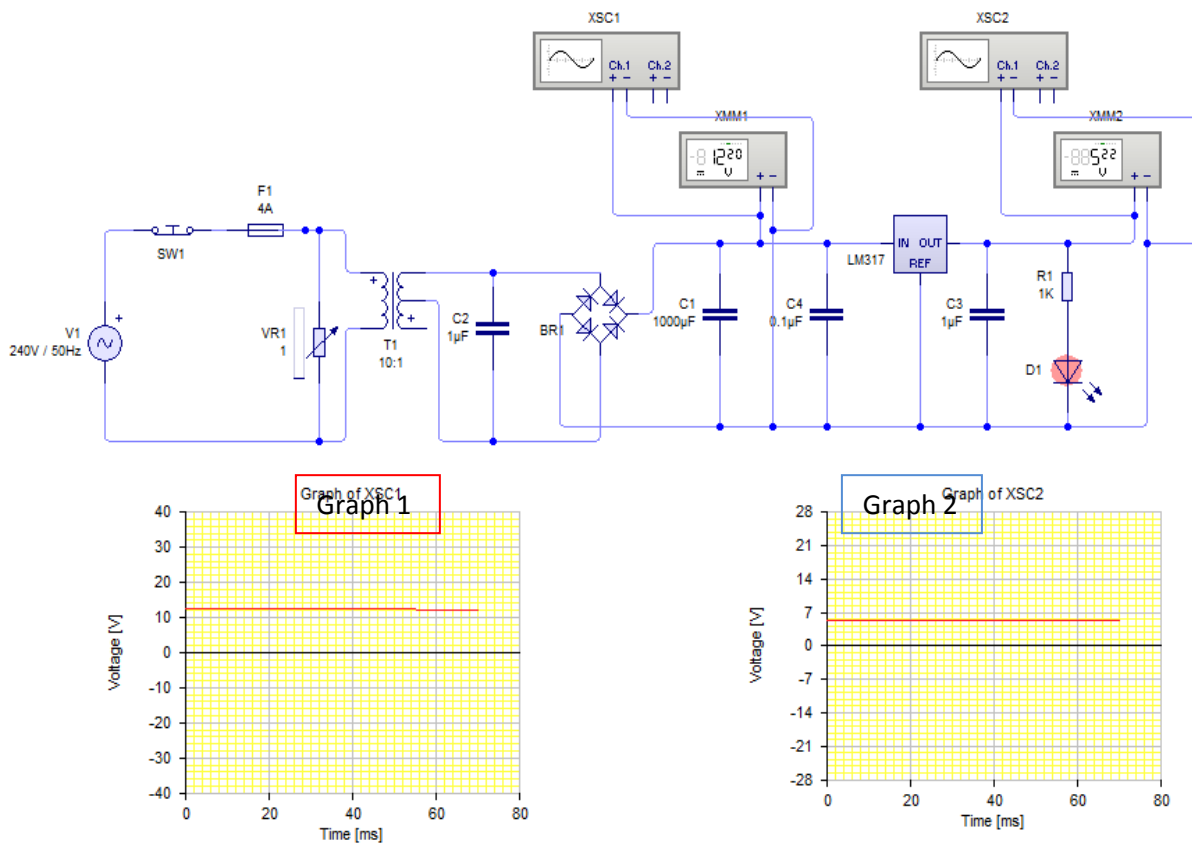 XSC1
XSC2
Ch.1 Ch.2
+ −
+ −
Ch.1 Ch.2
+ −
+ −
XMM1
XMM2
1220
V
+ −
522
V
+ −
F1
4A
SW1
IN OUT
REF
LM317
R1
1K
V1
240V / 50Hz
+
VR1
1
+
+
T1
10:1
C2
1µF
BR1
C1
1000µF
C4
0.1µF
C3
1µF
D1
Graph of XSC1
Graph 1
Graph of XSC2
Graph 2
40
30
20
10
0
-10
-20
-30
-40
Voltage [V]
0 20 40 60 80
Time [ms]
28
21
14
7
0
-7
-14
-21
-28
Voltage [V]
0 20 40 60 80
Time [ms]